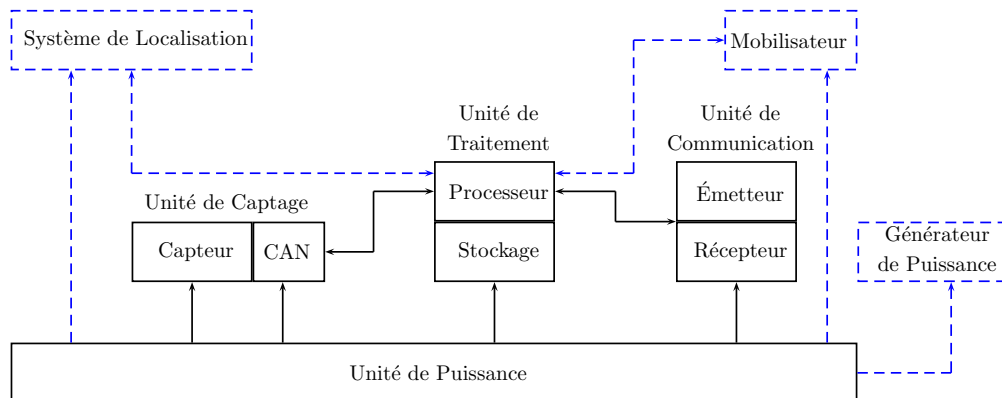 Système de Localisation
Mobilisateur
Unité de
Traitement
Unité de
Communication
Processeur
Émetteur
Unité de Captage
Capteur
CAN
Stockage
Récepteur
Générateur
de Puissance
Unité de Puissance